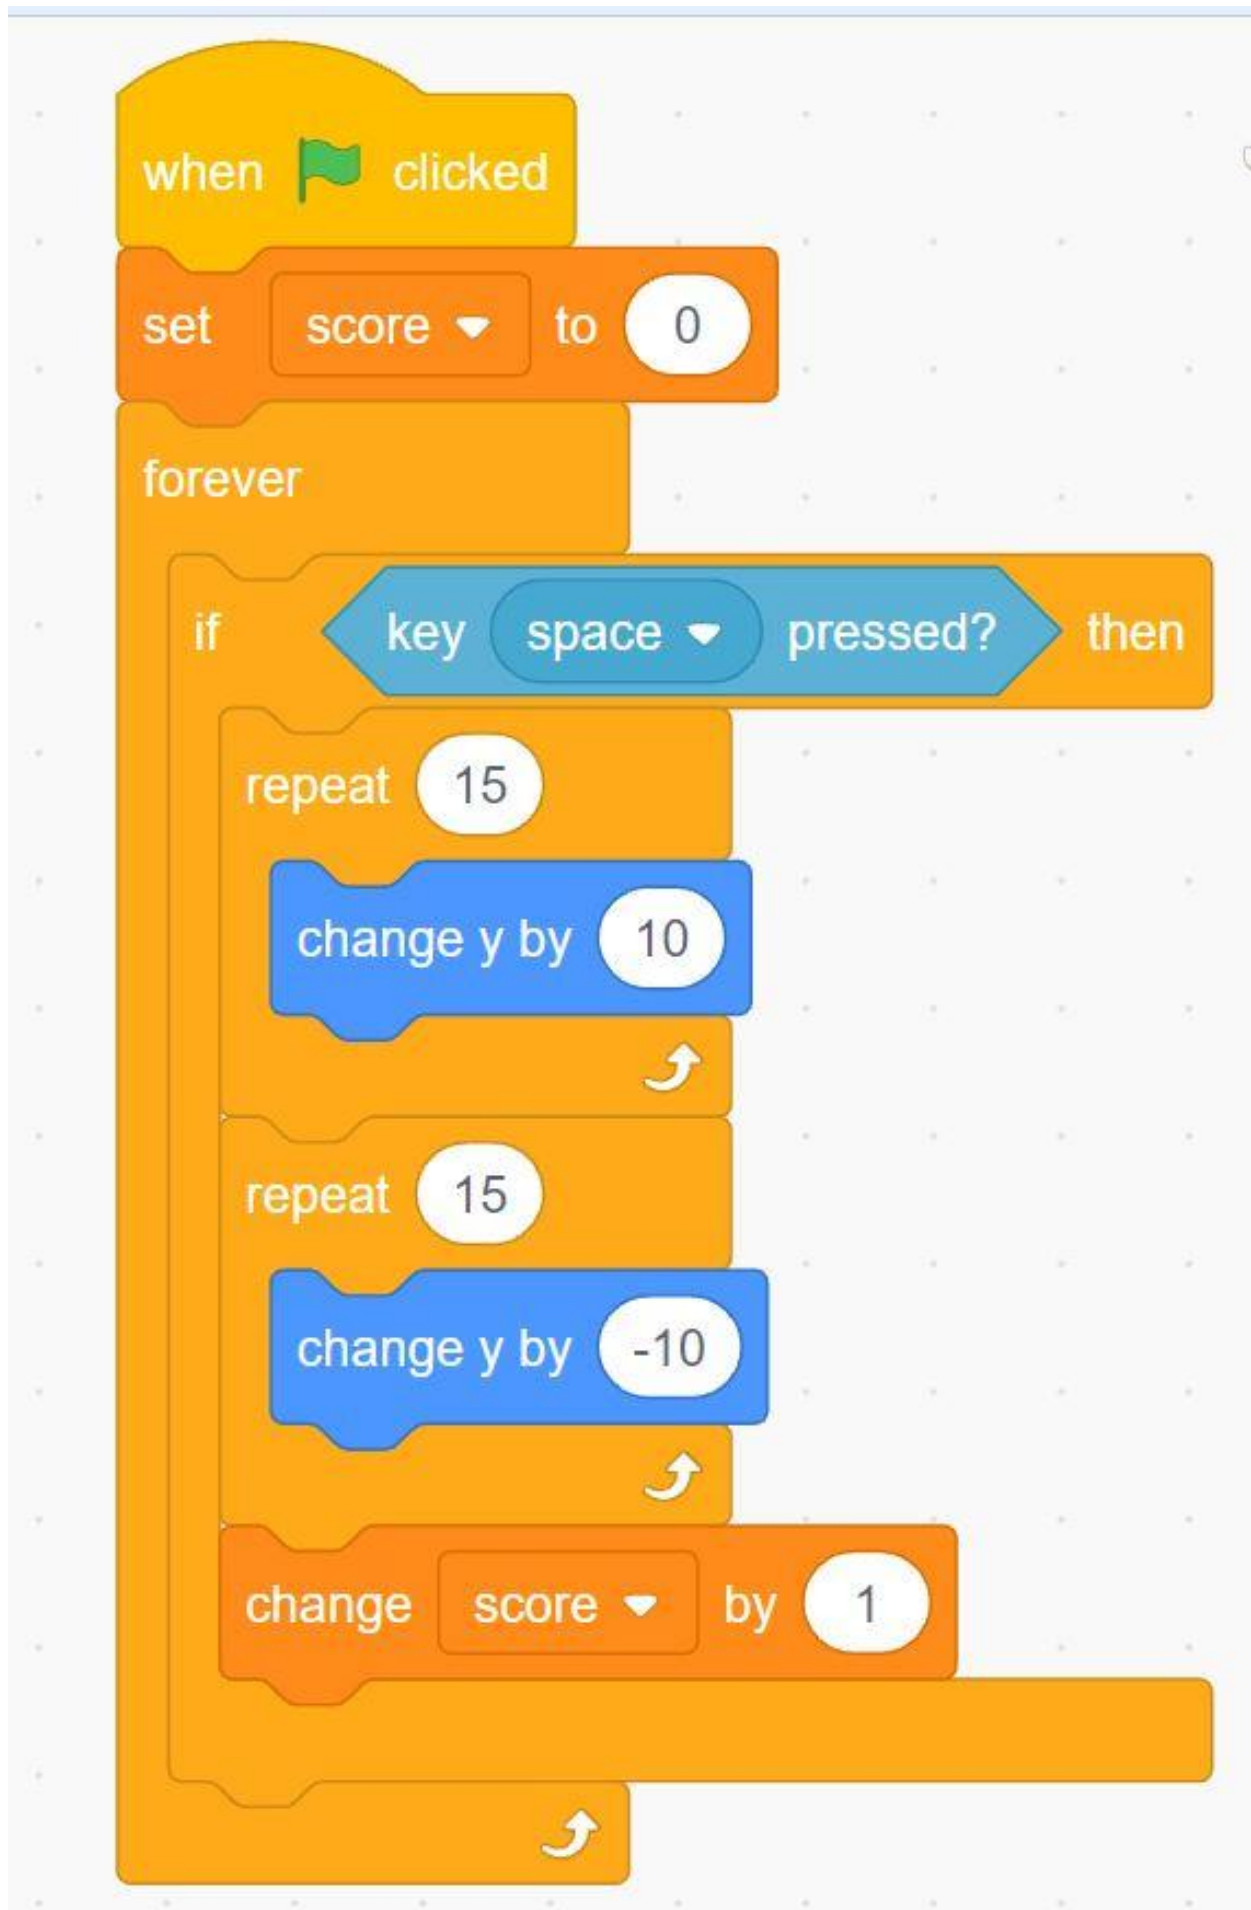 when clicked
set score to 0
forever
if key space pressed? then
repeat 15
change y by 10
repeat 15
change y by -10
change score by 1